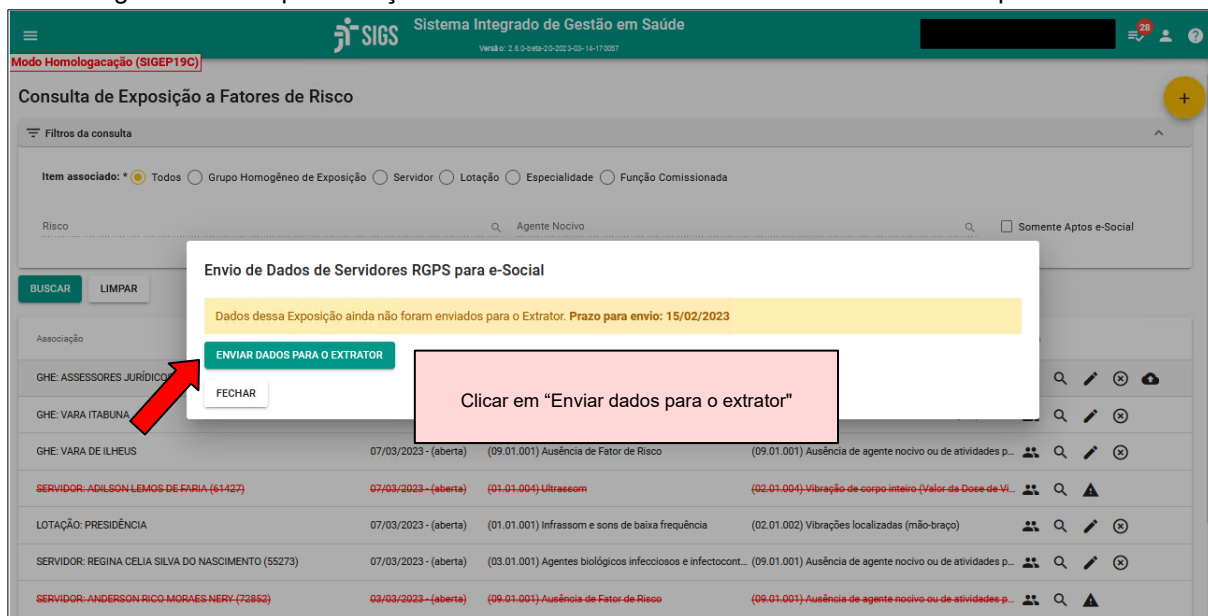 SIGS Sistema Integrado de Gestão em Saúde
Versão: 2.6.0-beta-20-2023-03-14-170057
28
Modo Homologacação (SIGEP19C)
Consulta de Exposição a Fatores de Risco
+
Filtros da consulta
Item associado: * Todos Grupo Homogêneo de Exposição Servidor Lotação Especialidade Função Comissionada
Risco Agente Nocivo Somente Aptos e-Social
Envio de Dados de Servidores RGPS para e-Social
BUSCAR LIMPAR
Dados dessa Exposição ainda não foram enviados para o Extrator. Prazo para envio: 15/02/2023
Associação
ENVIAR DADOS PARA O EXTRATOR
GHE: ASSESSORES JURÍDICOS
FECHAR
Clicar em “Enviar dados para o extrator"
GHE: VARA ITABUNA
GHE: VARA DE ILHEUS 07/03/2023 - (aberta) (09.01.001) Ausência de Fator de Risco (09.01.001) Ausência de agente nocivo ou de atividades p...
SERVIDOR: ADILSON LEMOS DE FARIA (61427) 07/03/2023 - (aberta) (01.01.004) Ultrassom (02.01.004) Vibração de corpo inteiro (Valor da Dose de Vi...
LOTAÇÃO: PRESIDÊNCIA 07/03/2023 - (aberta) (01.01.001) Infrassom e sons de baixa frequência (02.01.002) Vibrações localizadas (mão-braço)
SERVIDOR: REGINA CELIA SILVA DO NASCIMENTO (55273) 07/03/2023 - (aberta) (03.01.001) Agentes biológicos infecciosos e infectocont... (09.01.001) Ausência de agente nocivo ou de atividades p...
SERVIDOR: ANDERSON RICO MORAES NERY (72852) 03/03/2023 - (aberta) (09.01.001) Ausência de Fator de Risco (09.01.001) Ausência de agente nocivo ou de atividades p...